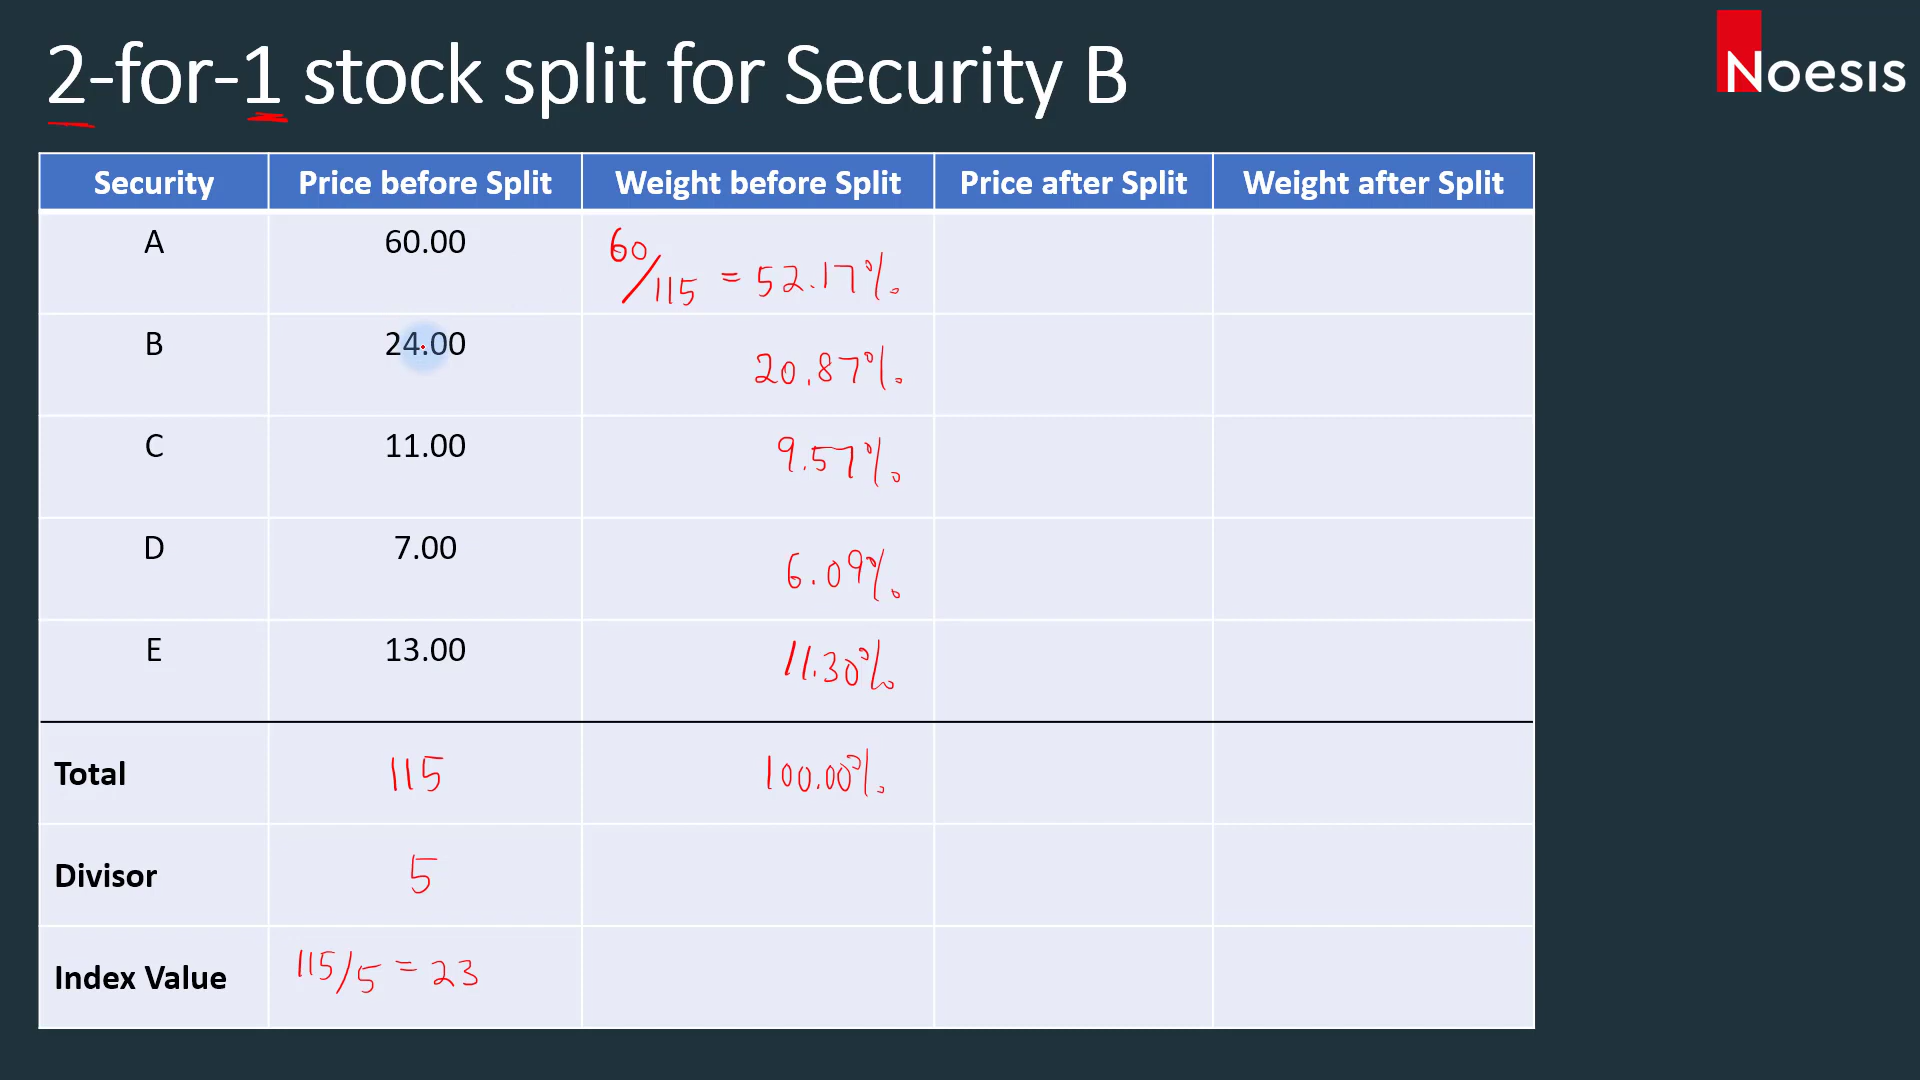 2-for-1 stock split for Security B
Noesis
Security Price before Split Weight before Split Price after Split Weight after Split
A 60.00 60/115 = 52.17%
B 24.00 20.87%
C 11.00 9.57%
D 7.00 6.09%
E 13.00 11.30%
Total 115 100.00%
Divisor 5
Index Value 115/5 = 23